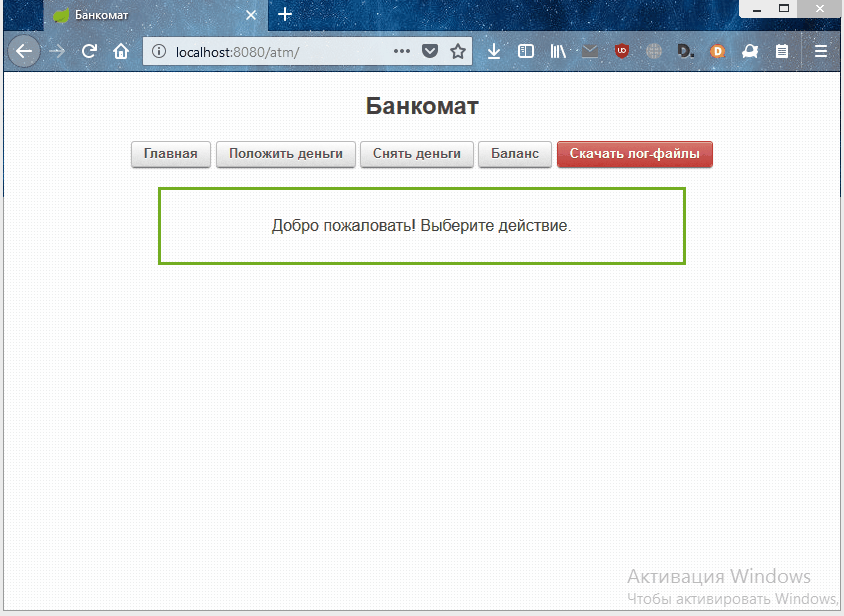 Банкомат
localhost:8080/atm/
Банкомат
Главная Положить деньги Снять деньги Баланс Скачать лог-файлы
Добро пожаловать! Выберите действие.
Активация Windows
Чтобы активировать Windows,